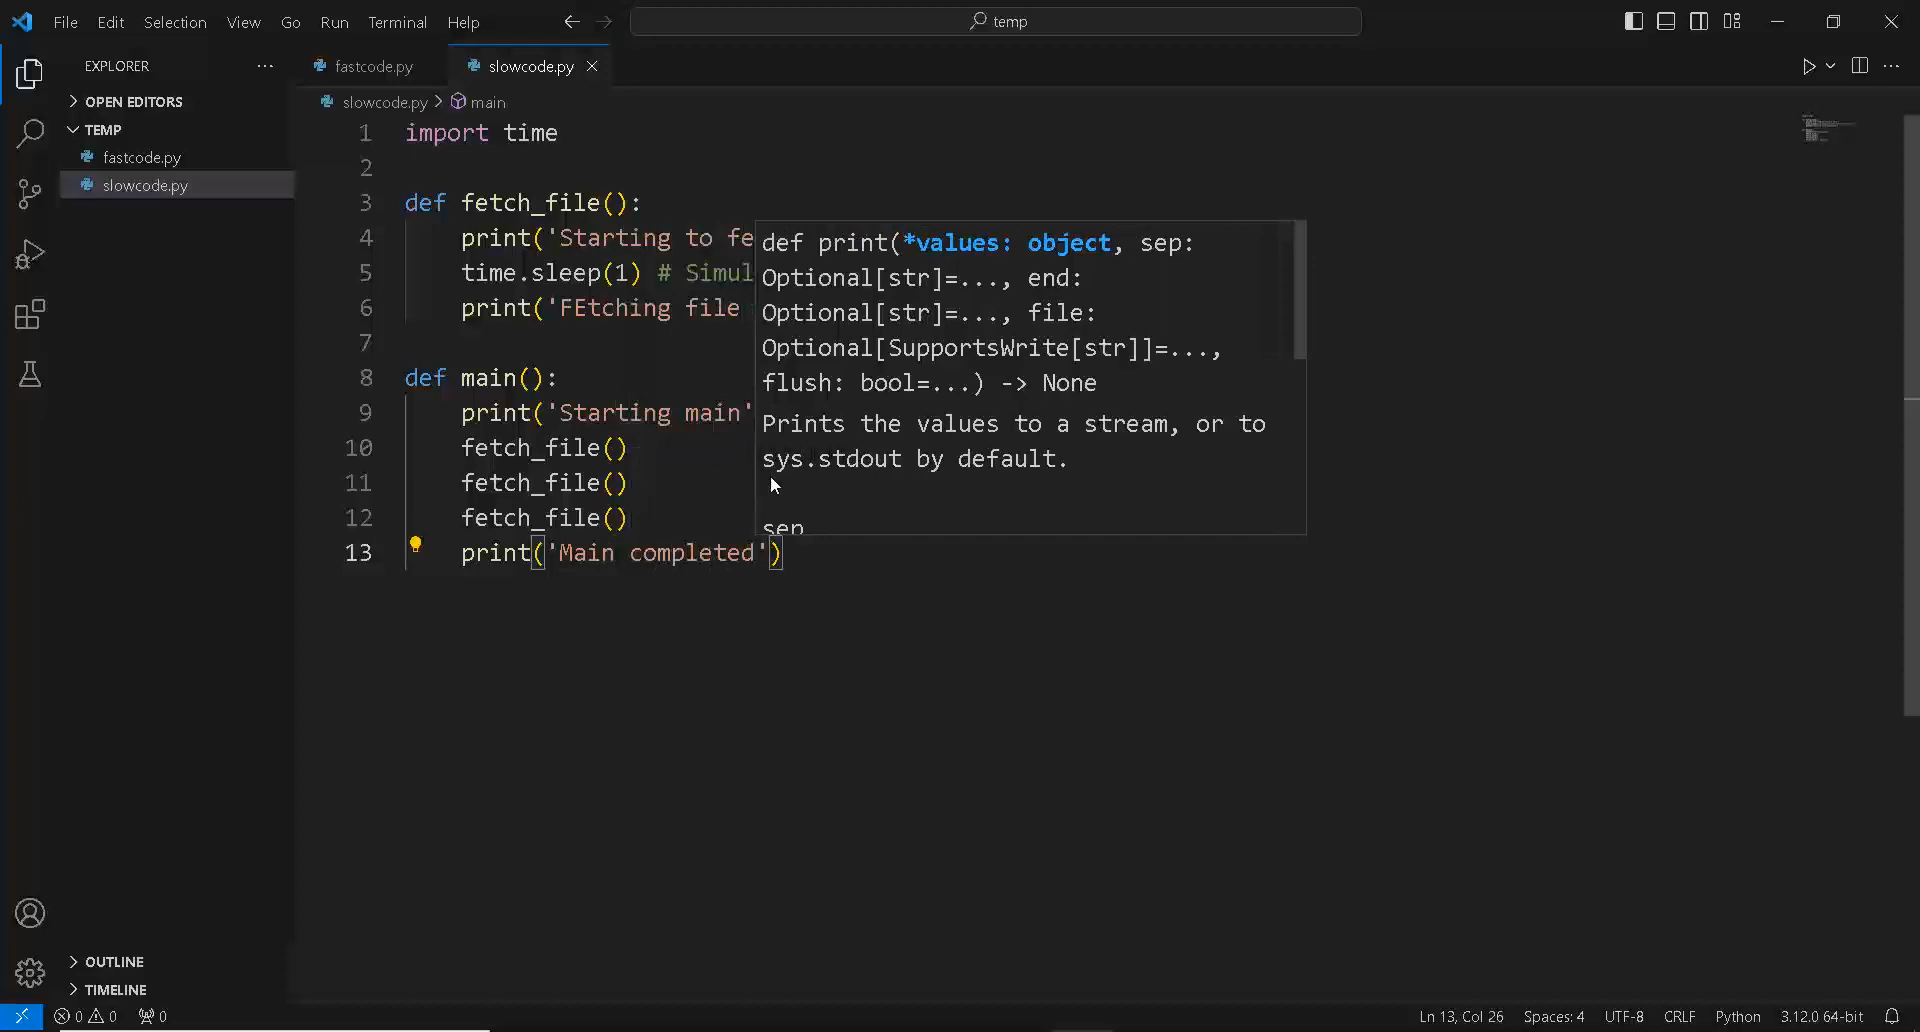 File Edit Selection View Go Run Terminal Help
temp
EXPLORER
OPEN EDITORS
TEMP
fastcode.py
slowcode.py
OUTLINE
TIMELINE
fastcode.py
slowcode.py
slowcode.py > main
1 import time
2
3 def fetch_file():
4 print('Starting to fe
5 time.sleep(1) # Simul
6 print('FEtching file
7
8 def main():
9 print('Starting main'
10 fetch_file()
11 fetch_file()
12 fetch_file()
13 print('Main completed')
def print(*values: object, sep:
Optional[str]=..., end:
Optional[str]=..., file:
Optional[SupportsWrite[str]]=...,
flush: bool=...) -> None
Prints the values to a stream, or to
sys.stdout by default.
sep
0 0 0
Ln 13, Col 26 Spaces: 4 UTF-8 CRLF Python 3.12.0 64-bit